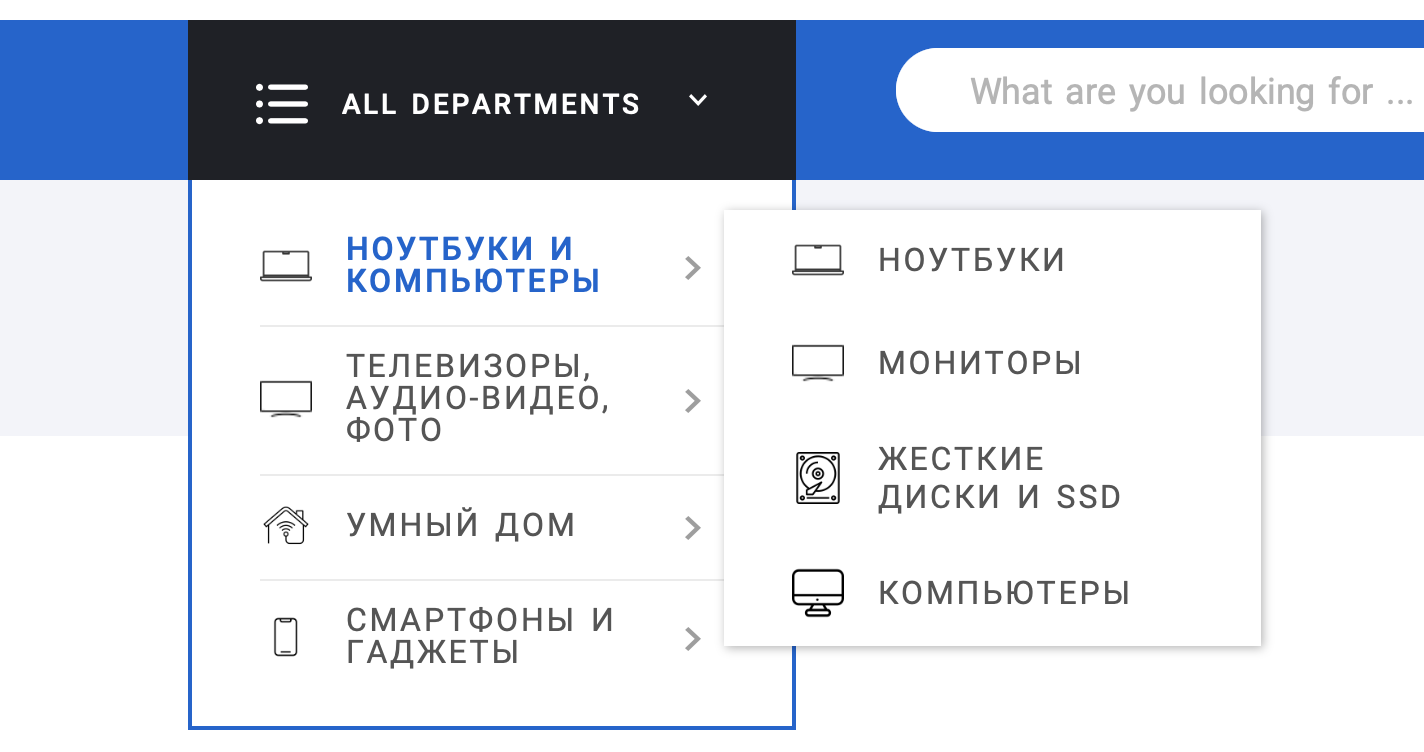 ALL DEPARTMENTS
What are you looking for ...
НОУТБУКИ И
КОМПЬЮТЕРЫ
ТЕЛЕВИЗОРЫ,
АУДИО-ВИДЕО,
ФОТО
УМНЫЙ ДОМ
СМАРТФОНЫ И
ГАДЖЕТЫ
НОУТБУКИ
МОНИТОРЫ
ЖЕСТКИЕ
ДИСКИ И SSD
КОМПЬЮТЕРЫ